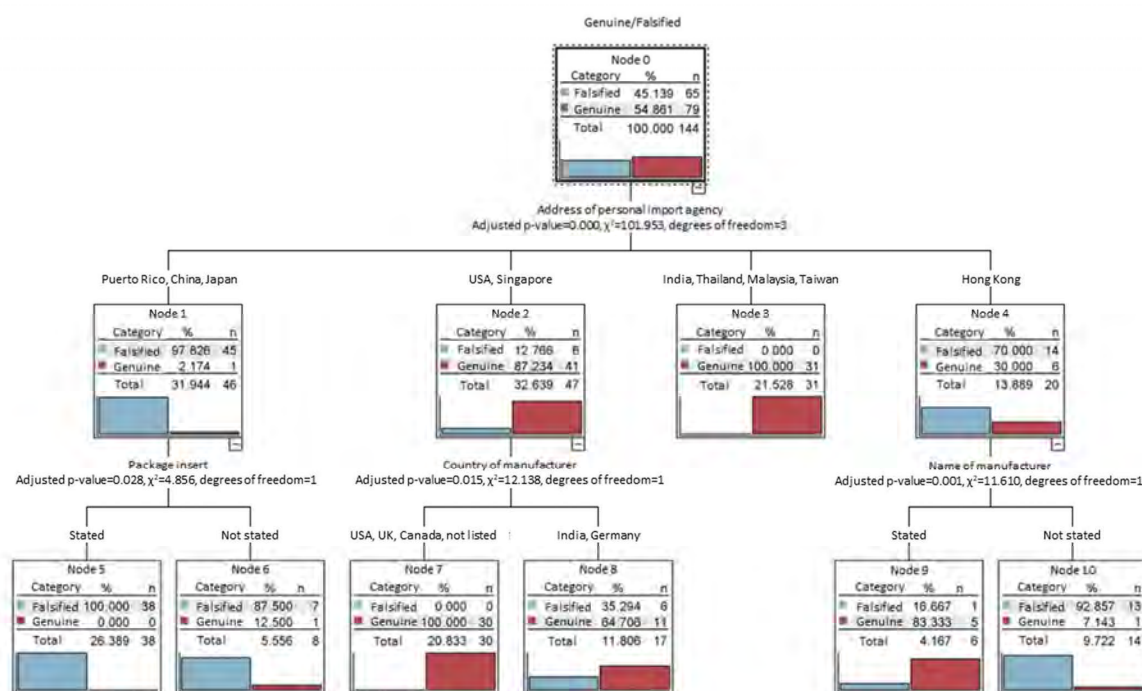 Genuine/Falsified
Node 0
Category % n
Falsified 45.139 65
Genuine 54.861 79
Total 100.000 144
Address of personal import agency
Adjusted p-value=0.000, χ²=101.953, degrees of freedom=3
Puerto Rico, China, Japan
USA, Singapore
India, Thailand, Malaysia, Taiwan
Hong Kong
Node 1
Category % n
Falsified 97.826 45
Genuine 2.174 1
Total 31.944 46
Node 2
Category % n
Falsified 12.766 6
Genuine 87.234 41
Total 32.639 47
Node 3
Category % n
Falsified 0.000 0
Genuine 100.000 31
Total 21.528 31
Node 4
Category % n
Falsified 70.000 14
Genuine 30.000 6
Total 13.889 20
Package insert
Adjusted p-value=0.028, χ²=4.856, degrees of freedom=1
Country of manufacturer
Adjusted p-value=0.015, χ²=12.138, degrees of freedom=1
Name of manufacturer
Adjusted p-value=0.001, χ²=11.610, degrees of freedom=1
Stated
Not stated
USA, UK, Canada, not listed
India, Germany
Stated
Not stated
Node 5
Category % n
Falsified 100.000 38
Genuine 0.000 0
Total 26.389 38
Node 6
Category % n
Falsified 87.500 7
Genuine 12.500 1
Total 5.556 8
Node 7
Category % n
Falsified 0.000 0
Genuine 100.000 30
Total 20.833 30
Node 8
Category % n
Falsified 35.294 6
Genuine 64.706 11
Total 11.806 17
Node 9
Category % n
Falsified 16.667 1
Genuine 83.333 5
Total 4.167 6
Node 10
Category % n
Falsified 92.857 13
Genuine 7.143 1
Total 9.722 14